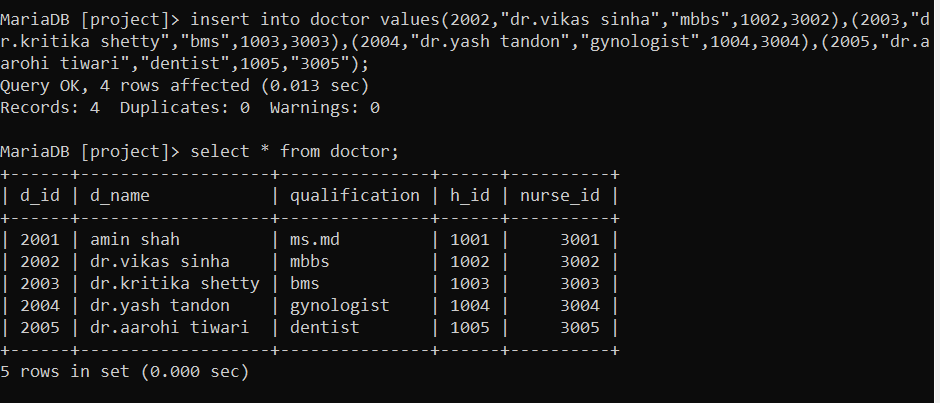 MariaDB [project]> insert into doctor values(2002,"dr.vikas sinha","mbbs",1002,3002),(2003,"d
r.kritika shetty","bms",1003,3003),(2004,"dr.yash tandon","gynologist",1004,3004),(2005,"dr.a
arohi tiwari","dentist",1005,"3005");
Query OK, 4 rows affected (0.013 sec)
Records: 4  Duplicates: 0  Warnings: 0

MariaDB [project]> select * from doctor;
+------+-------------------+---------------+------+----------+
| d_id | d_name            | qualification | h_id | nurse_id |
+------+-------------------+---------------+------+----------+
| 2001 | amin shah         | ms.md         | 1001 |     3001 |
| 2002 | dr.vikas sinha    | mbbs          | 1002 |     3002 |
| 2003 | dr.kritika shetty | bms           | 1003 |     3003 |
| 2004 | dr.yash tandon    | gynologist    | 1004 |     3004 |
| 2005 | dr.aarohi tiwari  | dentist       | 1005 |     3005 |
+------+-------------------+---------------+------+----------+
5 rows in set (0.000 sec)